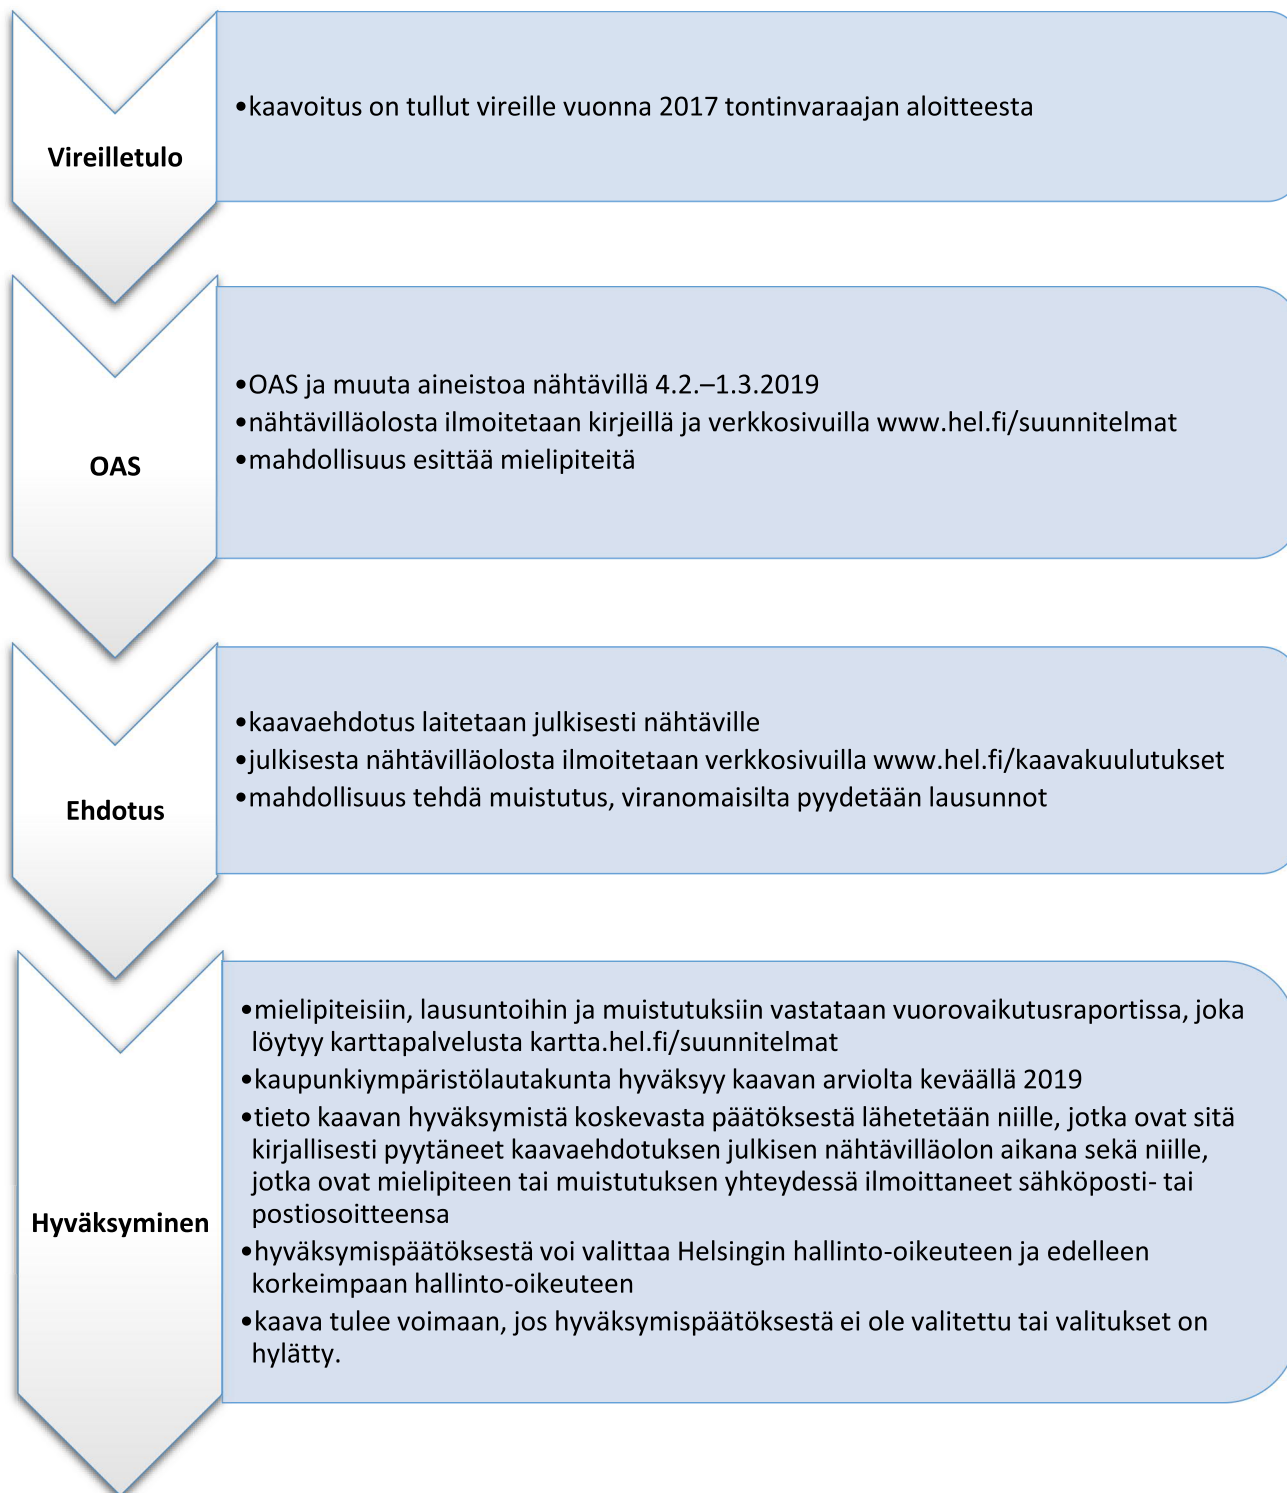 Vireilletulo
•kaavoitus on tullut vireille vuonna 2017 tontinvaraajan aloitteesta
OAS
•OAS ja muuta aineistoa nähtävillä 4.2.–1.3.2019
•nähtävilläolosta ilmoitetaan kirjeillä ja verkkosivuilla www.hel.fi/suunnitelmat
•mahdollisuus esittää mielipiteitä
Ehdotus
•kaavaehdotus laitetaan julkisesti nähtäville
•julkisesta nähtävilläolosta ilmoitetaan verkkosivuilla www.hel.fi/kaavakuulutukset
•mahdollisuus tehdä muistutus, viranomaisilta pyydetään lausunnot
Hyväksyminen
•mielipiteisiin, lausuntoihin ja muistutuksiin vastataan vuorovaikutusraportissa, joka
löytyy karttapalvelusta kartta.hel.fi/suunnitelmat
•kaupunkiympäristölautakunta hyväksyy kaavan arviolta keväällä 2019
•tieto kaavan hyväksymistä koskevasta päätöksestä lähetetään niille, jotka ovat sitä
kirjallisesti pyytäneet kaavaehdotuksen julkisen nähtävilläolon aikana sekä niille,
jotka ovat mielipiteen tai muistutuksen yhteydessä ilmoittaneet sähköposti- tai
postiosoitteensa
•hyväksymispäätöksestä voi valittaa Helsingin hallinto-oikeuteen ja edelleen
korkeimpaan hallinto-oikeuteen
•kaava tulee voimaan, jos hyväksymispäätöksestä ei ole valitettu tai valitukset on
hylätty.